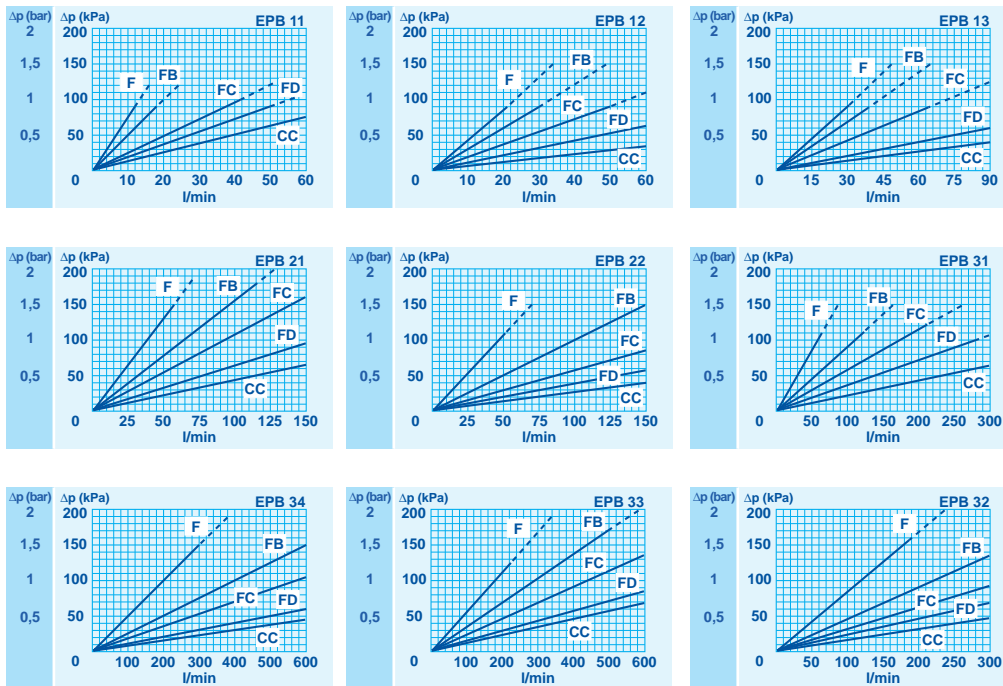 Δp (bar) Δp (kPa) EPB 11
2 200
1,5 150
F FB
1 100
FC FD
0,5 50
CC
0 10 20 30 40 50 60
l/min
Δp (bar) Δp (kPa) EPB 12
2 200
F FB
1,5 150
1 100
FC
FD
0,5 50
CC
0 10 20 30 40 50 60
l/min
Δp (bar) Δp (kPa) EPB 13
2 200
F FB
1,5 150
FC
1 100
FD
0,5 50
CC
0 15 30 45 60 75 90
l/min
Δp (bar) Δp (kPa) EPB 21
2 200
F FB FC
1,5 150
1 100
FD
0,5 50
CC
0 25 50 75 100 125 150
l/min
Δp (bar) Δp (kPa) EPB 22
2 200
F FB
1,5 150
1 100
FC
0,5 50
FD
CC
0 25 50 75 100 125 150
l/min
Δp (bar) Δp (kPa) EPB 31
2 200
F FB FC
1,5 150
1 100
FD
0,5 50
CC
0 50 100 150 200 250 300
l/min
Δp (bar) Δp (kPa) EPB 34
2 200
F
1,5 150
FB
1 100
FC FD
0,5 50
CC
0 100 200 300 400 500 600
l/min
Δp (bar) Δp (kPa) EPB 33
2 200
F FB
1,5 150
FC
1 100
FD
0,5 50
CC
0 100 200 300 400 500 600
l/min
Δp (bar) Δp (kPa) EPB 32
2 200
F
1,5 150
FB
1 100
FC FD
0,5 50
CC
0 50 100 150 200 250 300
l/min